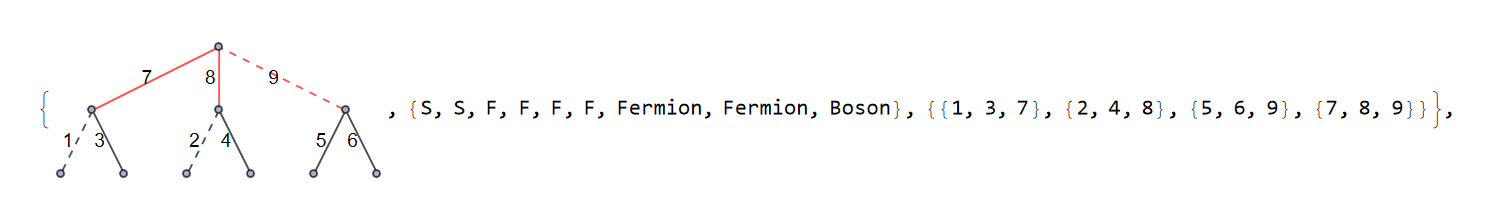 7 8 9
{ , {S, S, F, F, F, F, Fermion, Fermion, Boson}, {{1, 3, 7}, {2, 4, 8}, {5, 6, 9}, {7, 8, 9}}},
1 3 2 4 5 6